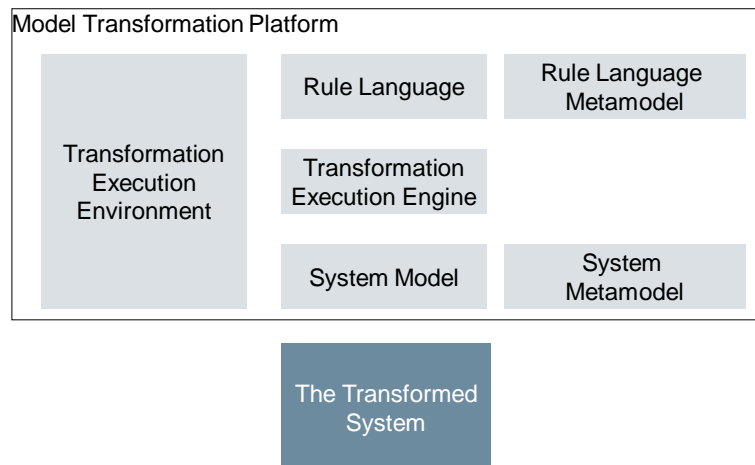 Model Transformation Platform
Transformation
Execution
Environment
Rule Language
Rule Language
Metamodel
Transformation
Execution Engine
System Model
System
Metamodel
The Transformed
System